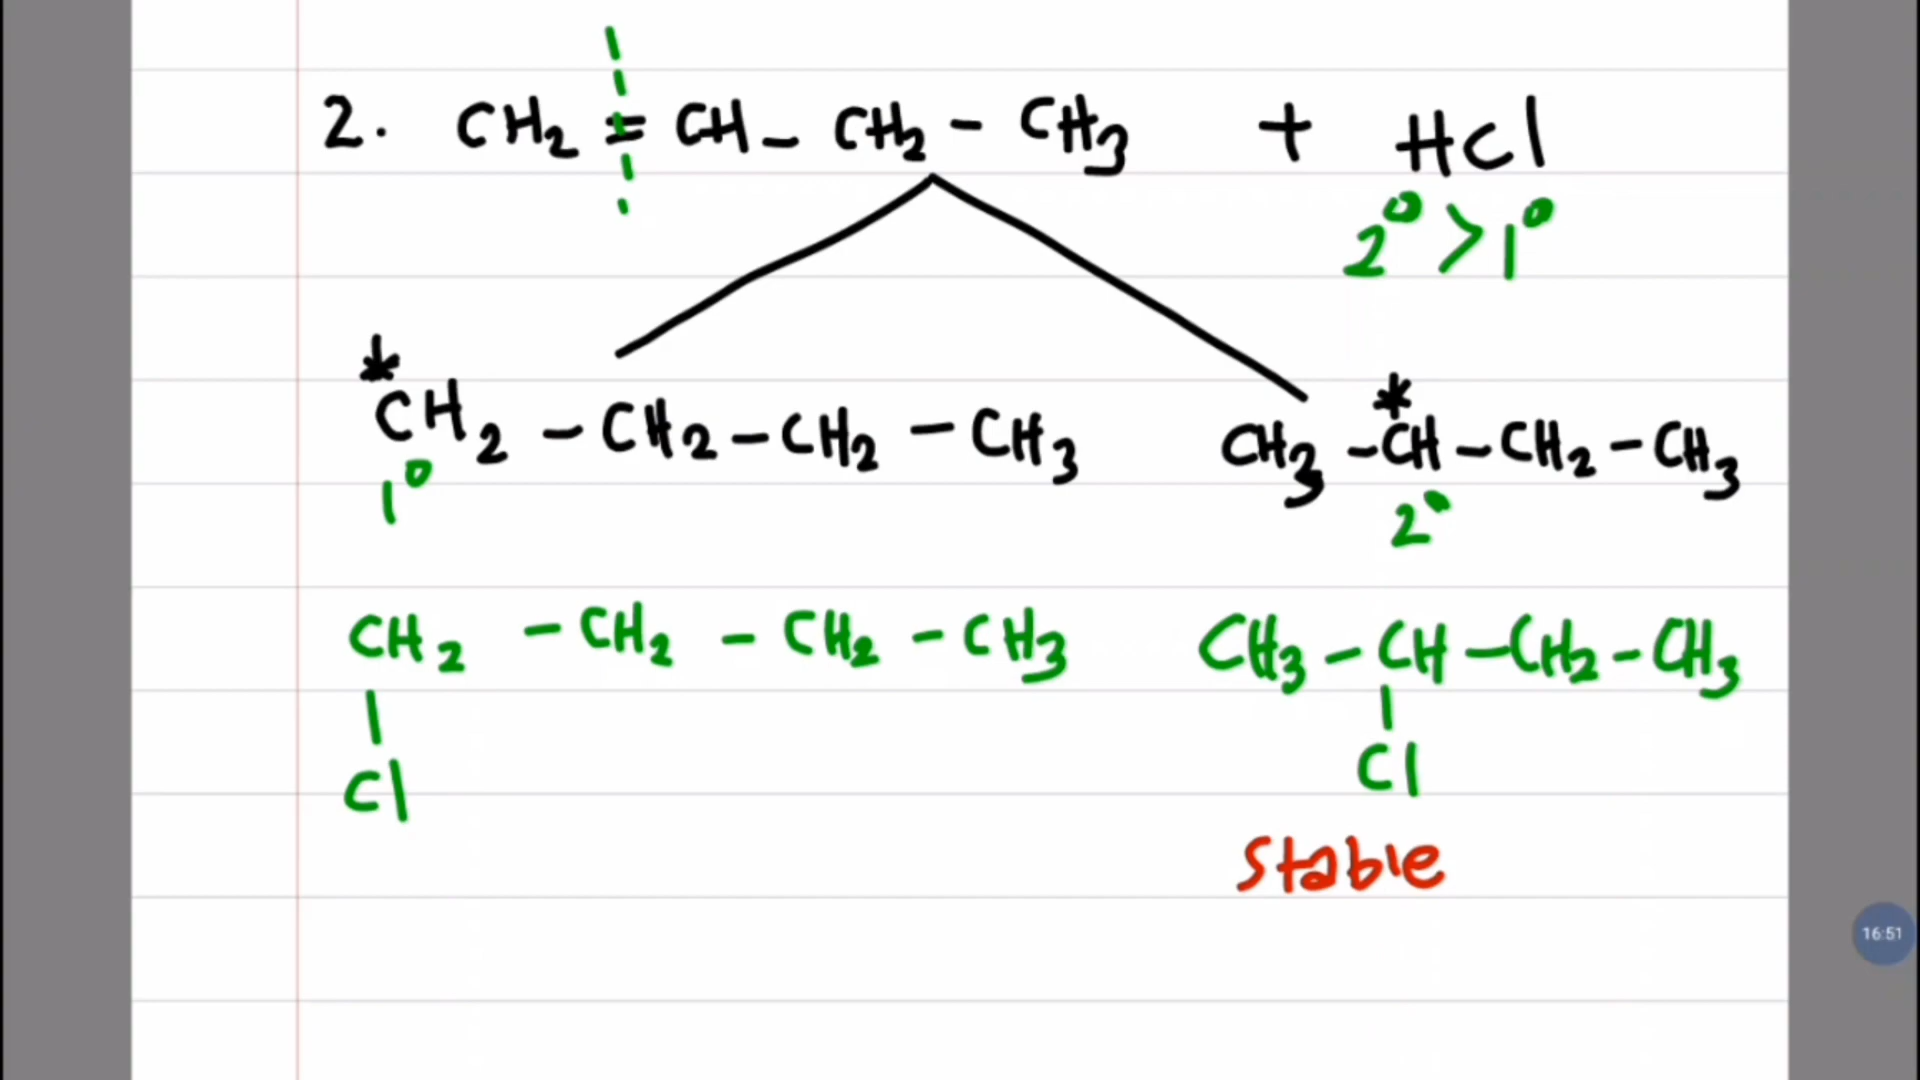 2. CH₂ = CH – CH₂ – CH₃ + HCl
2° > 1°
* *
CH₂ – CH₂ – CH₂ – CH₃ CH₃ – CH – CH₂ – CH₃
1° 2°
CH₂ – CH₂ – CH₂ – CH₃ CH₃ – CH – CH₂ – CH₃
| |
Cl Cl
Stable
16:51